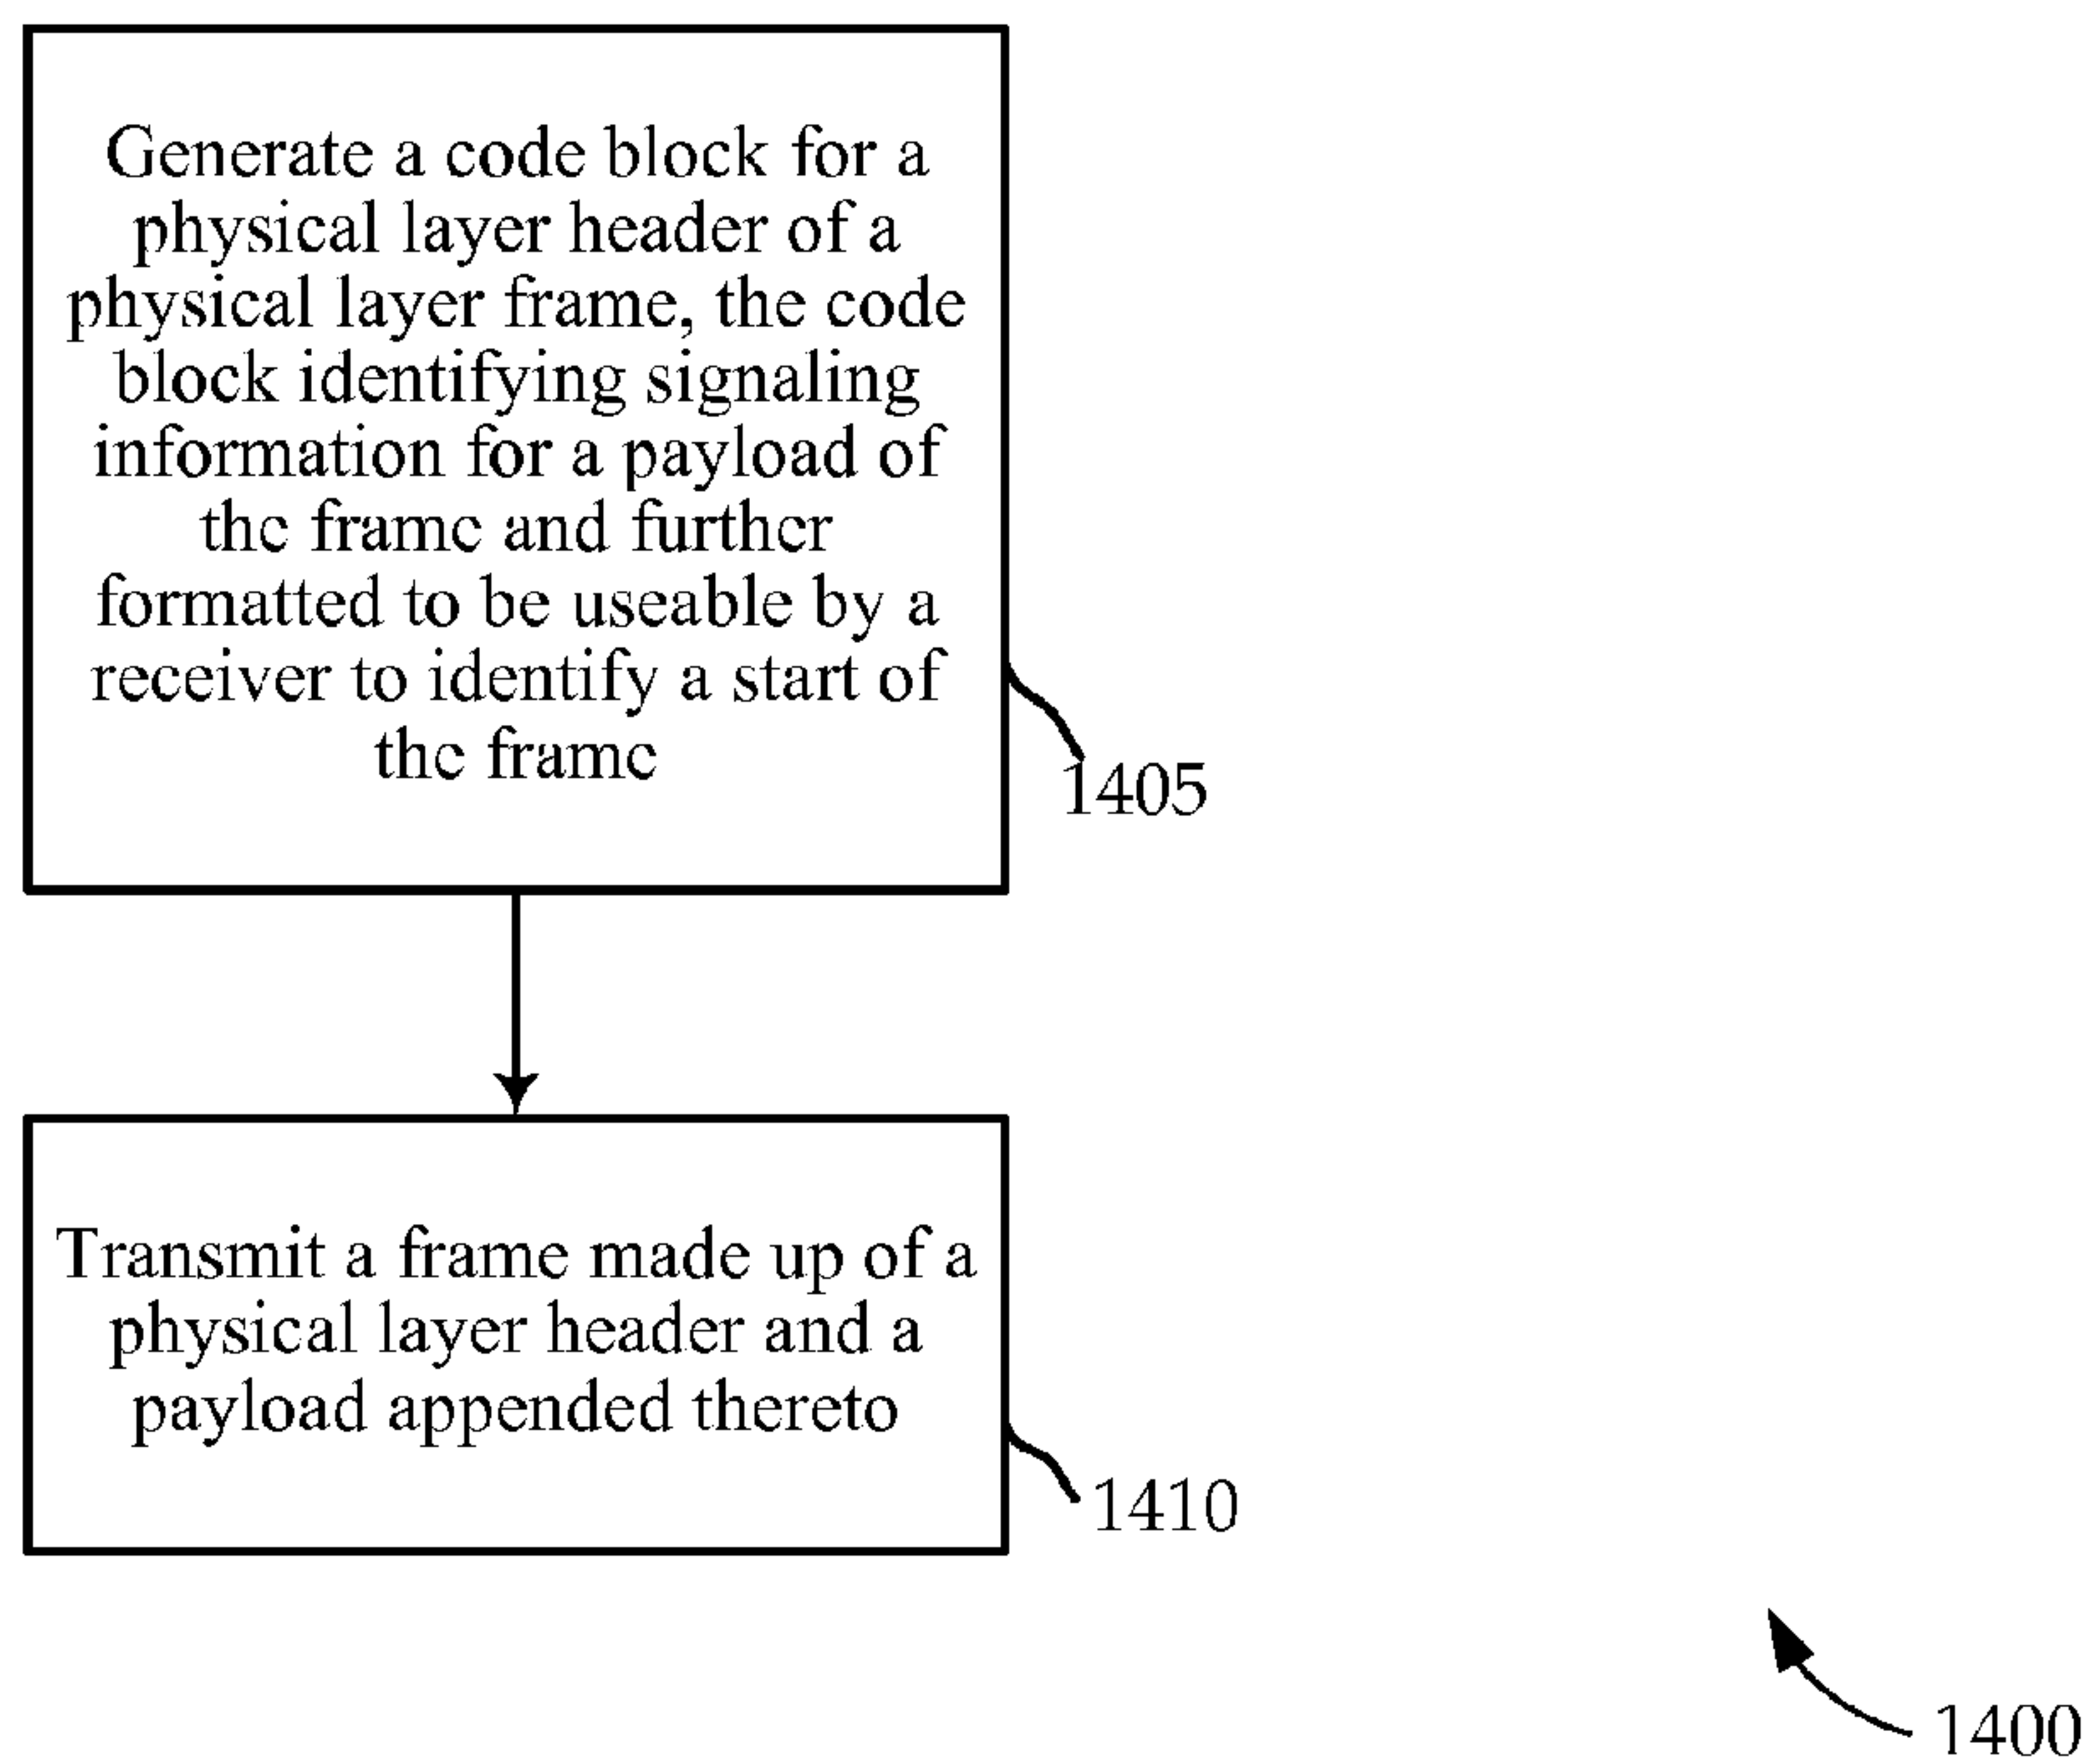 Generate a code block for a
physical layer header of a
physical layer frame, the code
block identifying signaling
information for a payload of
the frame and further
formatted to be useable by a
receiver to identify a start of
the frame
1405
Transmit a frame made up of a
physical layer header and a
payload appended thereto
1410
1400